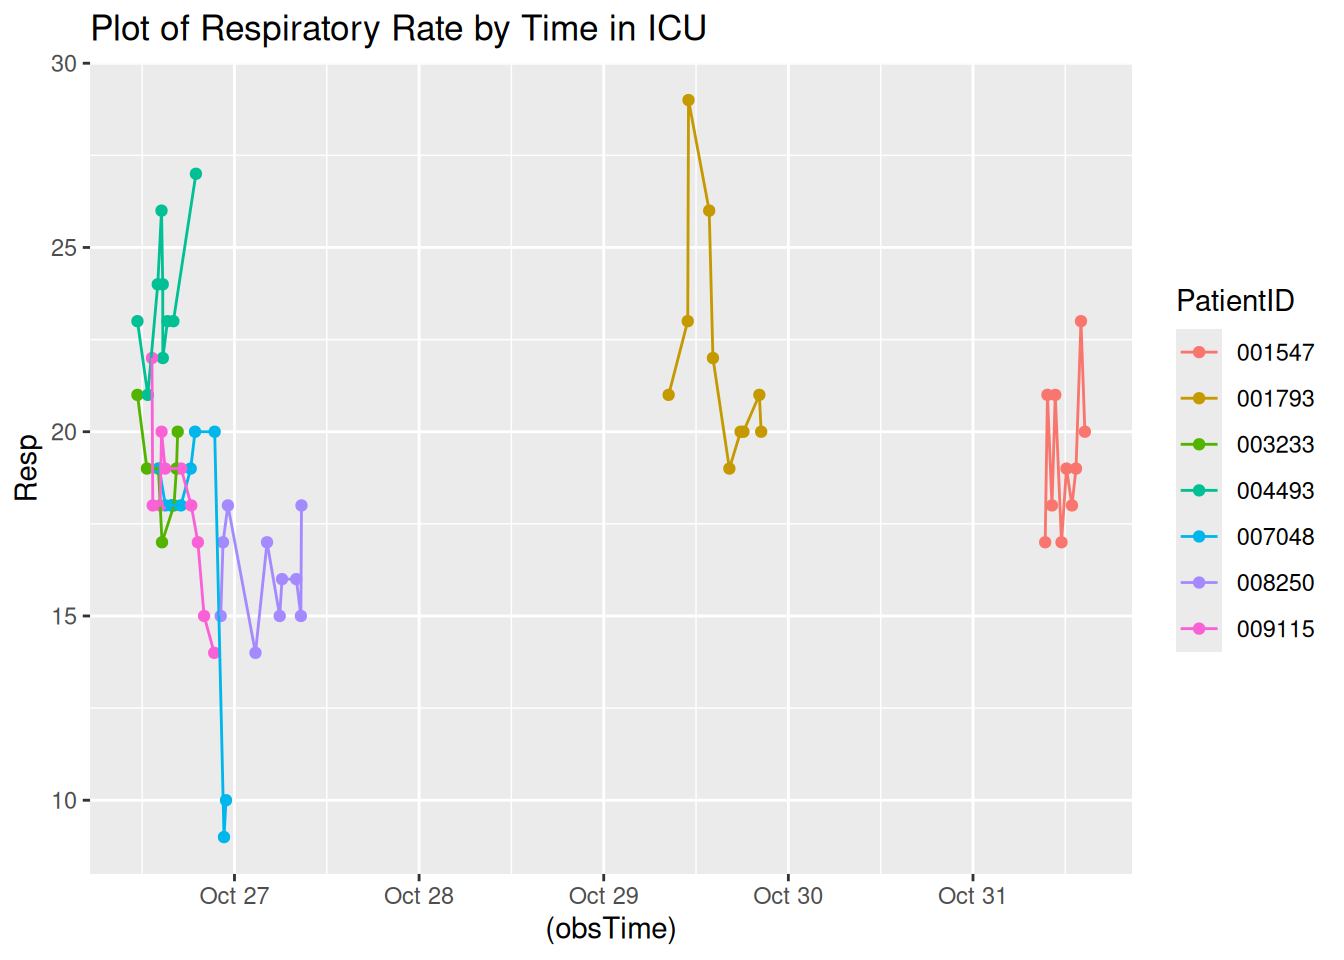 Plot of Respiratory Rate by Time in ICU
30
25
20
15
10
Resp
Oct 27 Oct 28 Oct 29 Oct 30 Oct 31
(obsTime)
PatientID
001547
001793
003233
004493
007048
008250
009115